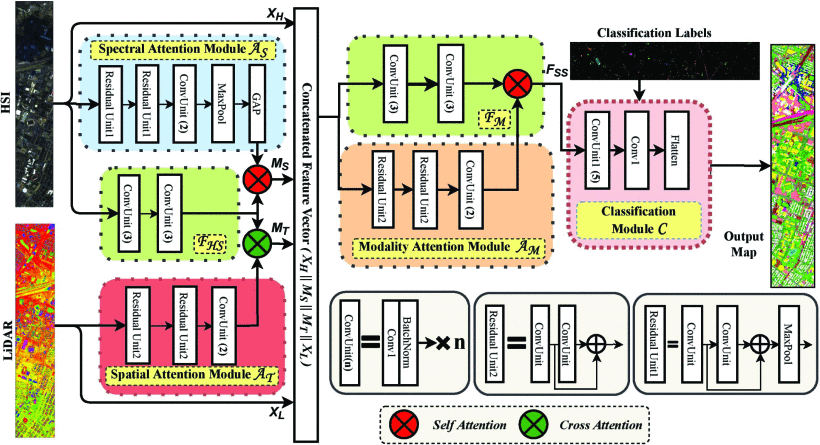 X_H
Spectral Attention Module 𝒜_S
Residual Unit1
Residual Unit1
ConvUnit (2)
MaxPool
GAP
HSI
M_S
ConvUnit (3)
ConvUnit (3)
F_HS
M_T
LiDAR
Residual Unit2
Residual Unit2
ConvUnit (2)
Spatial Attention Module 𝒜_T
X_L
Concatenated Feature Vector (X_H || M_S || M_T || X_L)
ConvUnit (3)
ConvUnit (3)
F_M
F_SS
Residual Unit2
Residual Unit2
ConvUnit (2)
Modality Attention Module 𝒜_M
Classification Labels
ConvUnit1 (5)
Conv1
Flatten
Classification
Module C
Output
Map
ConvUnit(n)
=
Conv1
BatchNorm
× n
Residual Unit2
=
ConvUnit
ConvUnit
Residual Unit1
=
ConvUnit
ConvUnit
MaxPool
Self Attention
Cross Attention